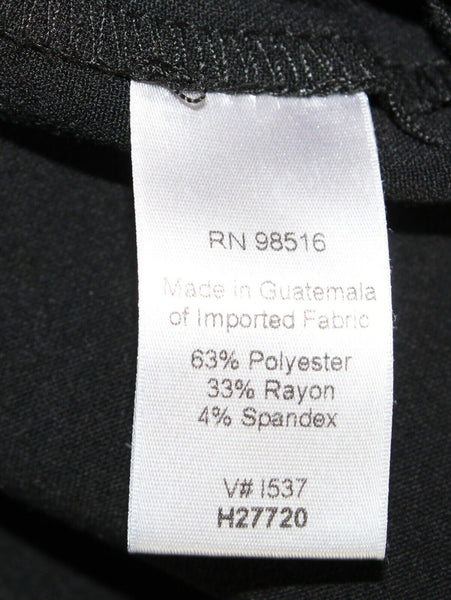 RN 98516
Made in Guatemala
of Imported Fabric
63% Polyester
33% Rayon
4% Spandex
V# I537
H27720